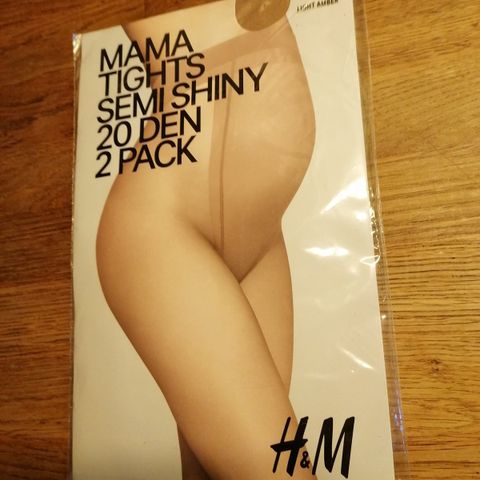 LIGHT AMBER
MAMA
TIGHTS
SEMI SHINY
20 DEN
2 PACK
H&M